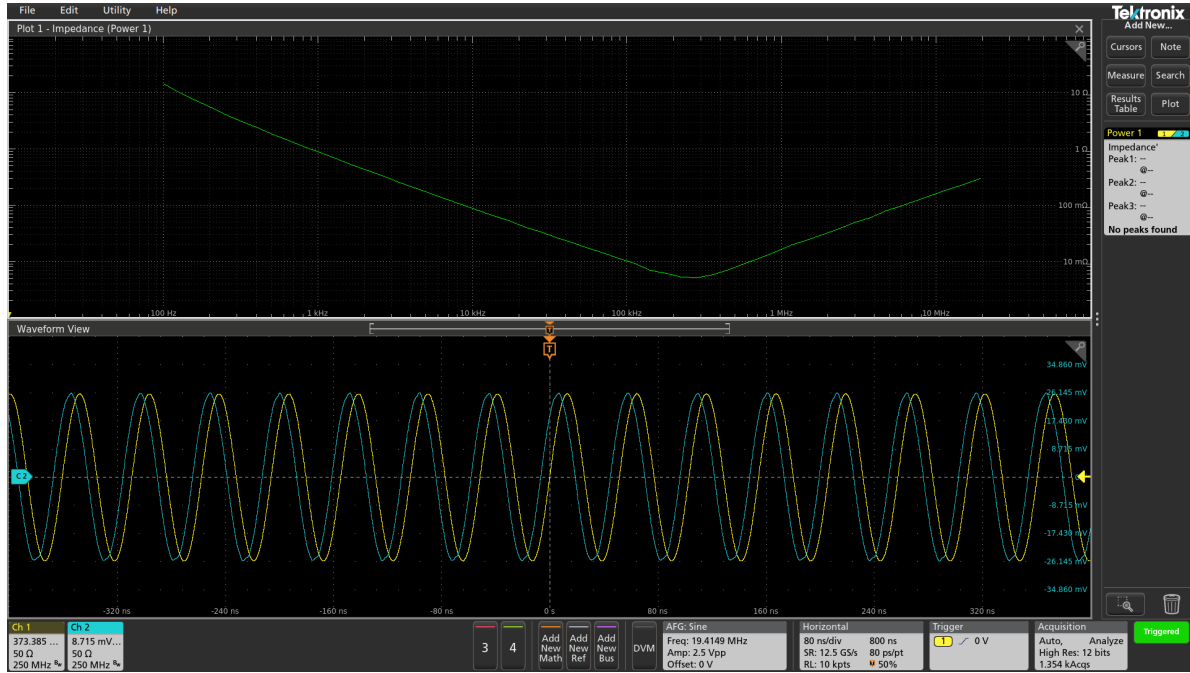 File Edit Utility Help
Tektronix
Add New...
Plot 1 - Impedance (Power 1)
Cursors Note
Measure Search
Results Table Plot
10 Ω
1 Ω
100 mΩ
10 mΩ
100 Hz 1 kHz 10 kHz 100 kHz 1 MHz 10 MHz
Power 1 1 2
Impedance'
Peak1: --
@--
Peak2: --
@--
Peak3: --
@--
No peaks found
Waveform View
T
T
34.860 mV
26.145 mV
17.430 mV
8.715 mV
C 2
-8.715 mV
-17.430 mV
-26.145 mV
-34.860 mV
-320 ns -240 ns -160 ns -80 ns 0 s 80 ns 160 ns 240 ns 320 ns
Ch 1
373.385 ...
50 Ω
250 MHz Bw
Ch 2
8.715 mV...
50 Ω
250 MHz Bw
3
4
Add New Math
Add New Ref
Add New Bus
DVM
AFG: Sine
Freq: 19.4149 MHz
Amp: 2.5 Vpp
Offset: 0 V
Horizontal
80 ns/div 800 ns
SR: 12.5 GS/s 80 ps/pt
RL: 10 kpts 50%
Trigger
1 0 V
Acquisition
Auto, Analyze
High Res: 12 bits
1.354 kAcqs
Triggered